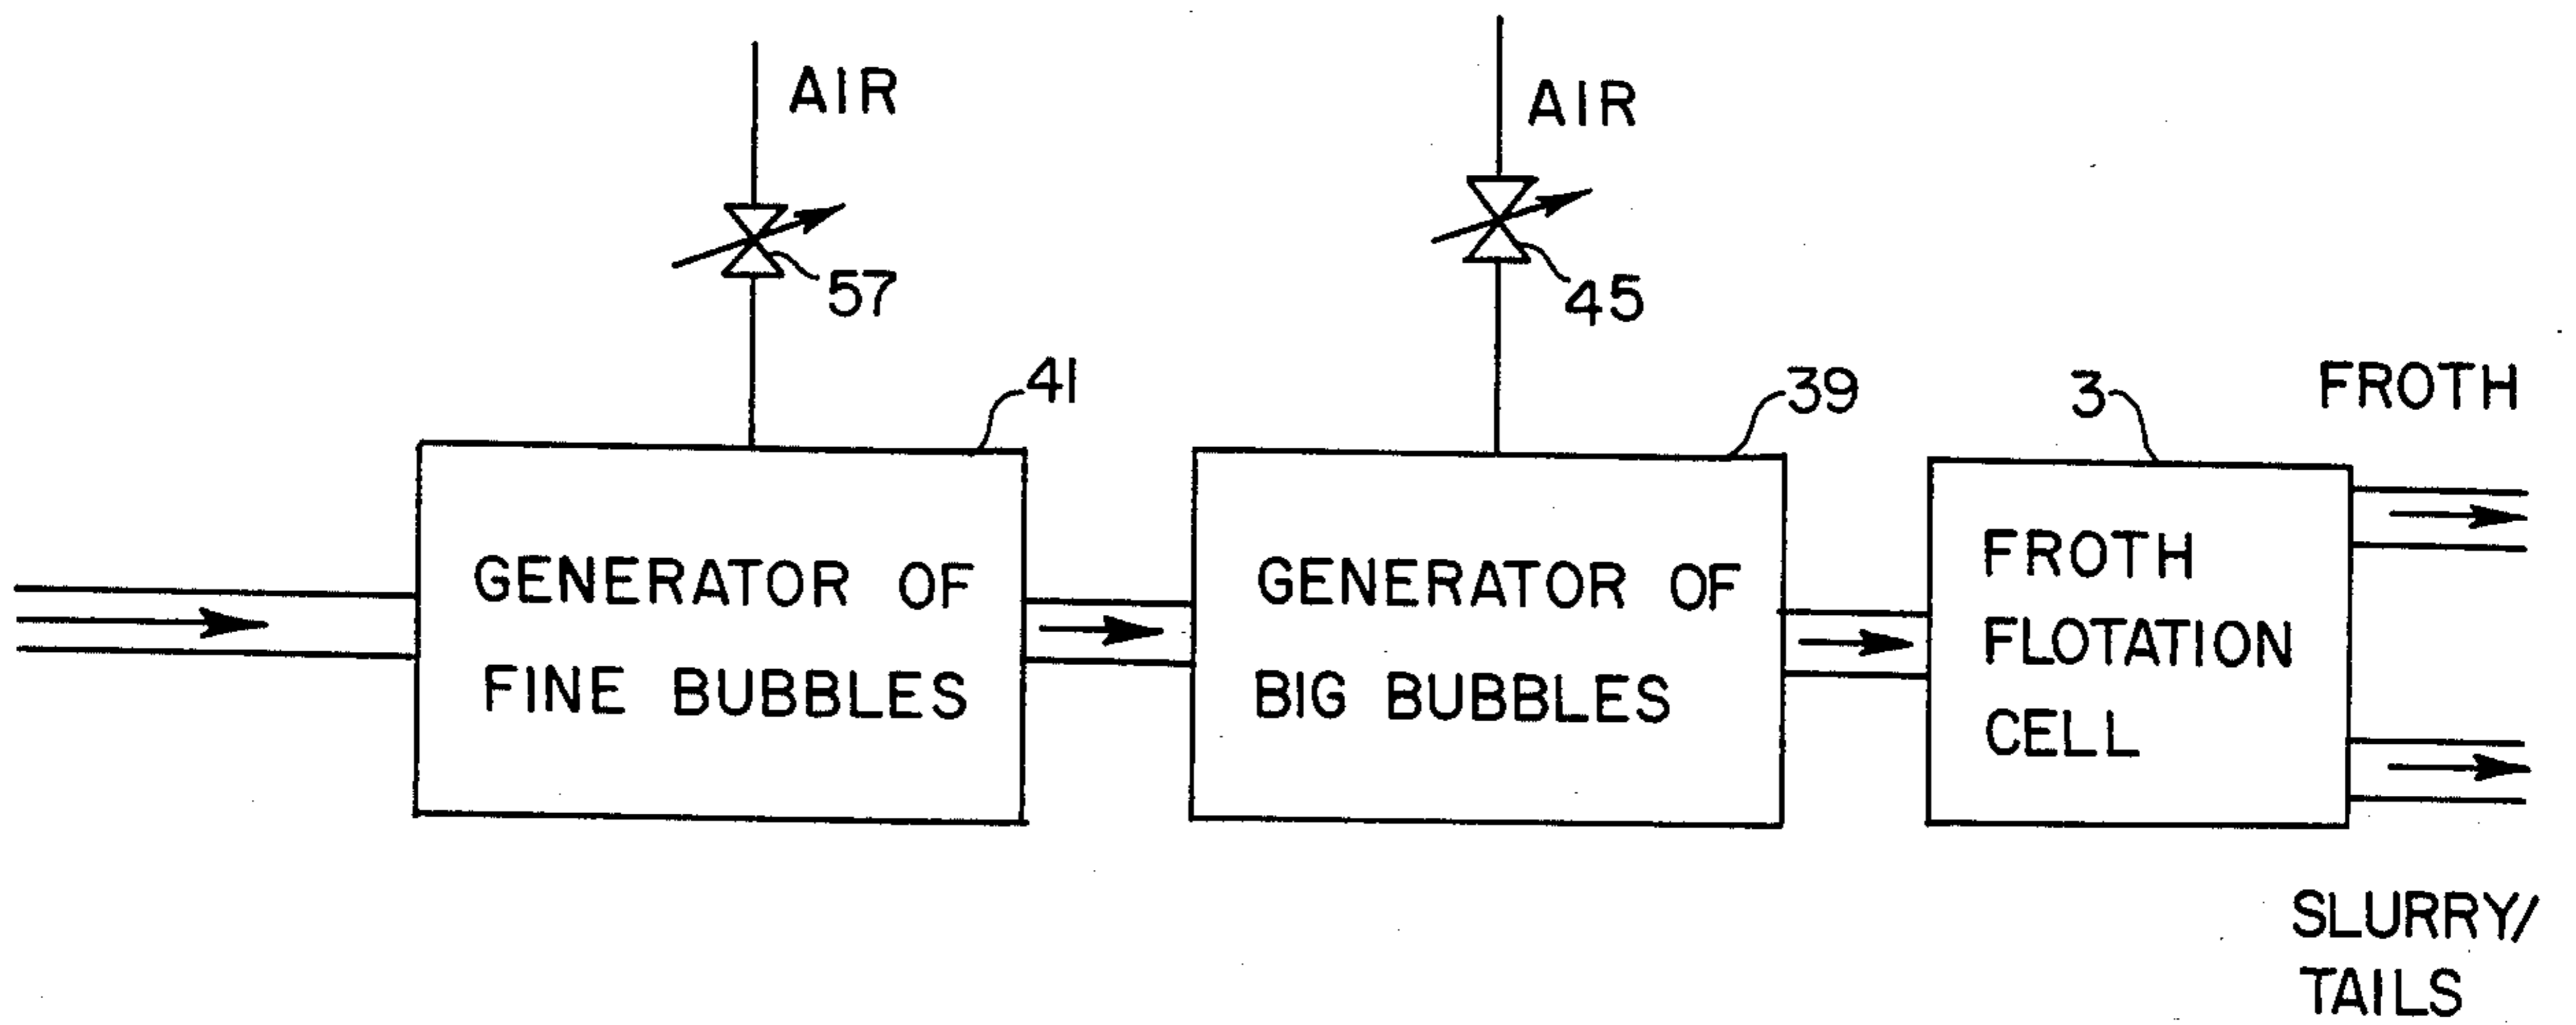 AIR
AIR
57
45
41
39
3
FROTH
GENERATOR OF
FINE BUBBLES
GENERATOR OF
BIG BUBBLES
FROTH
FLOTATION
CELL
SLURRY/
TAILS